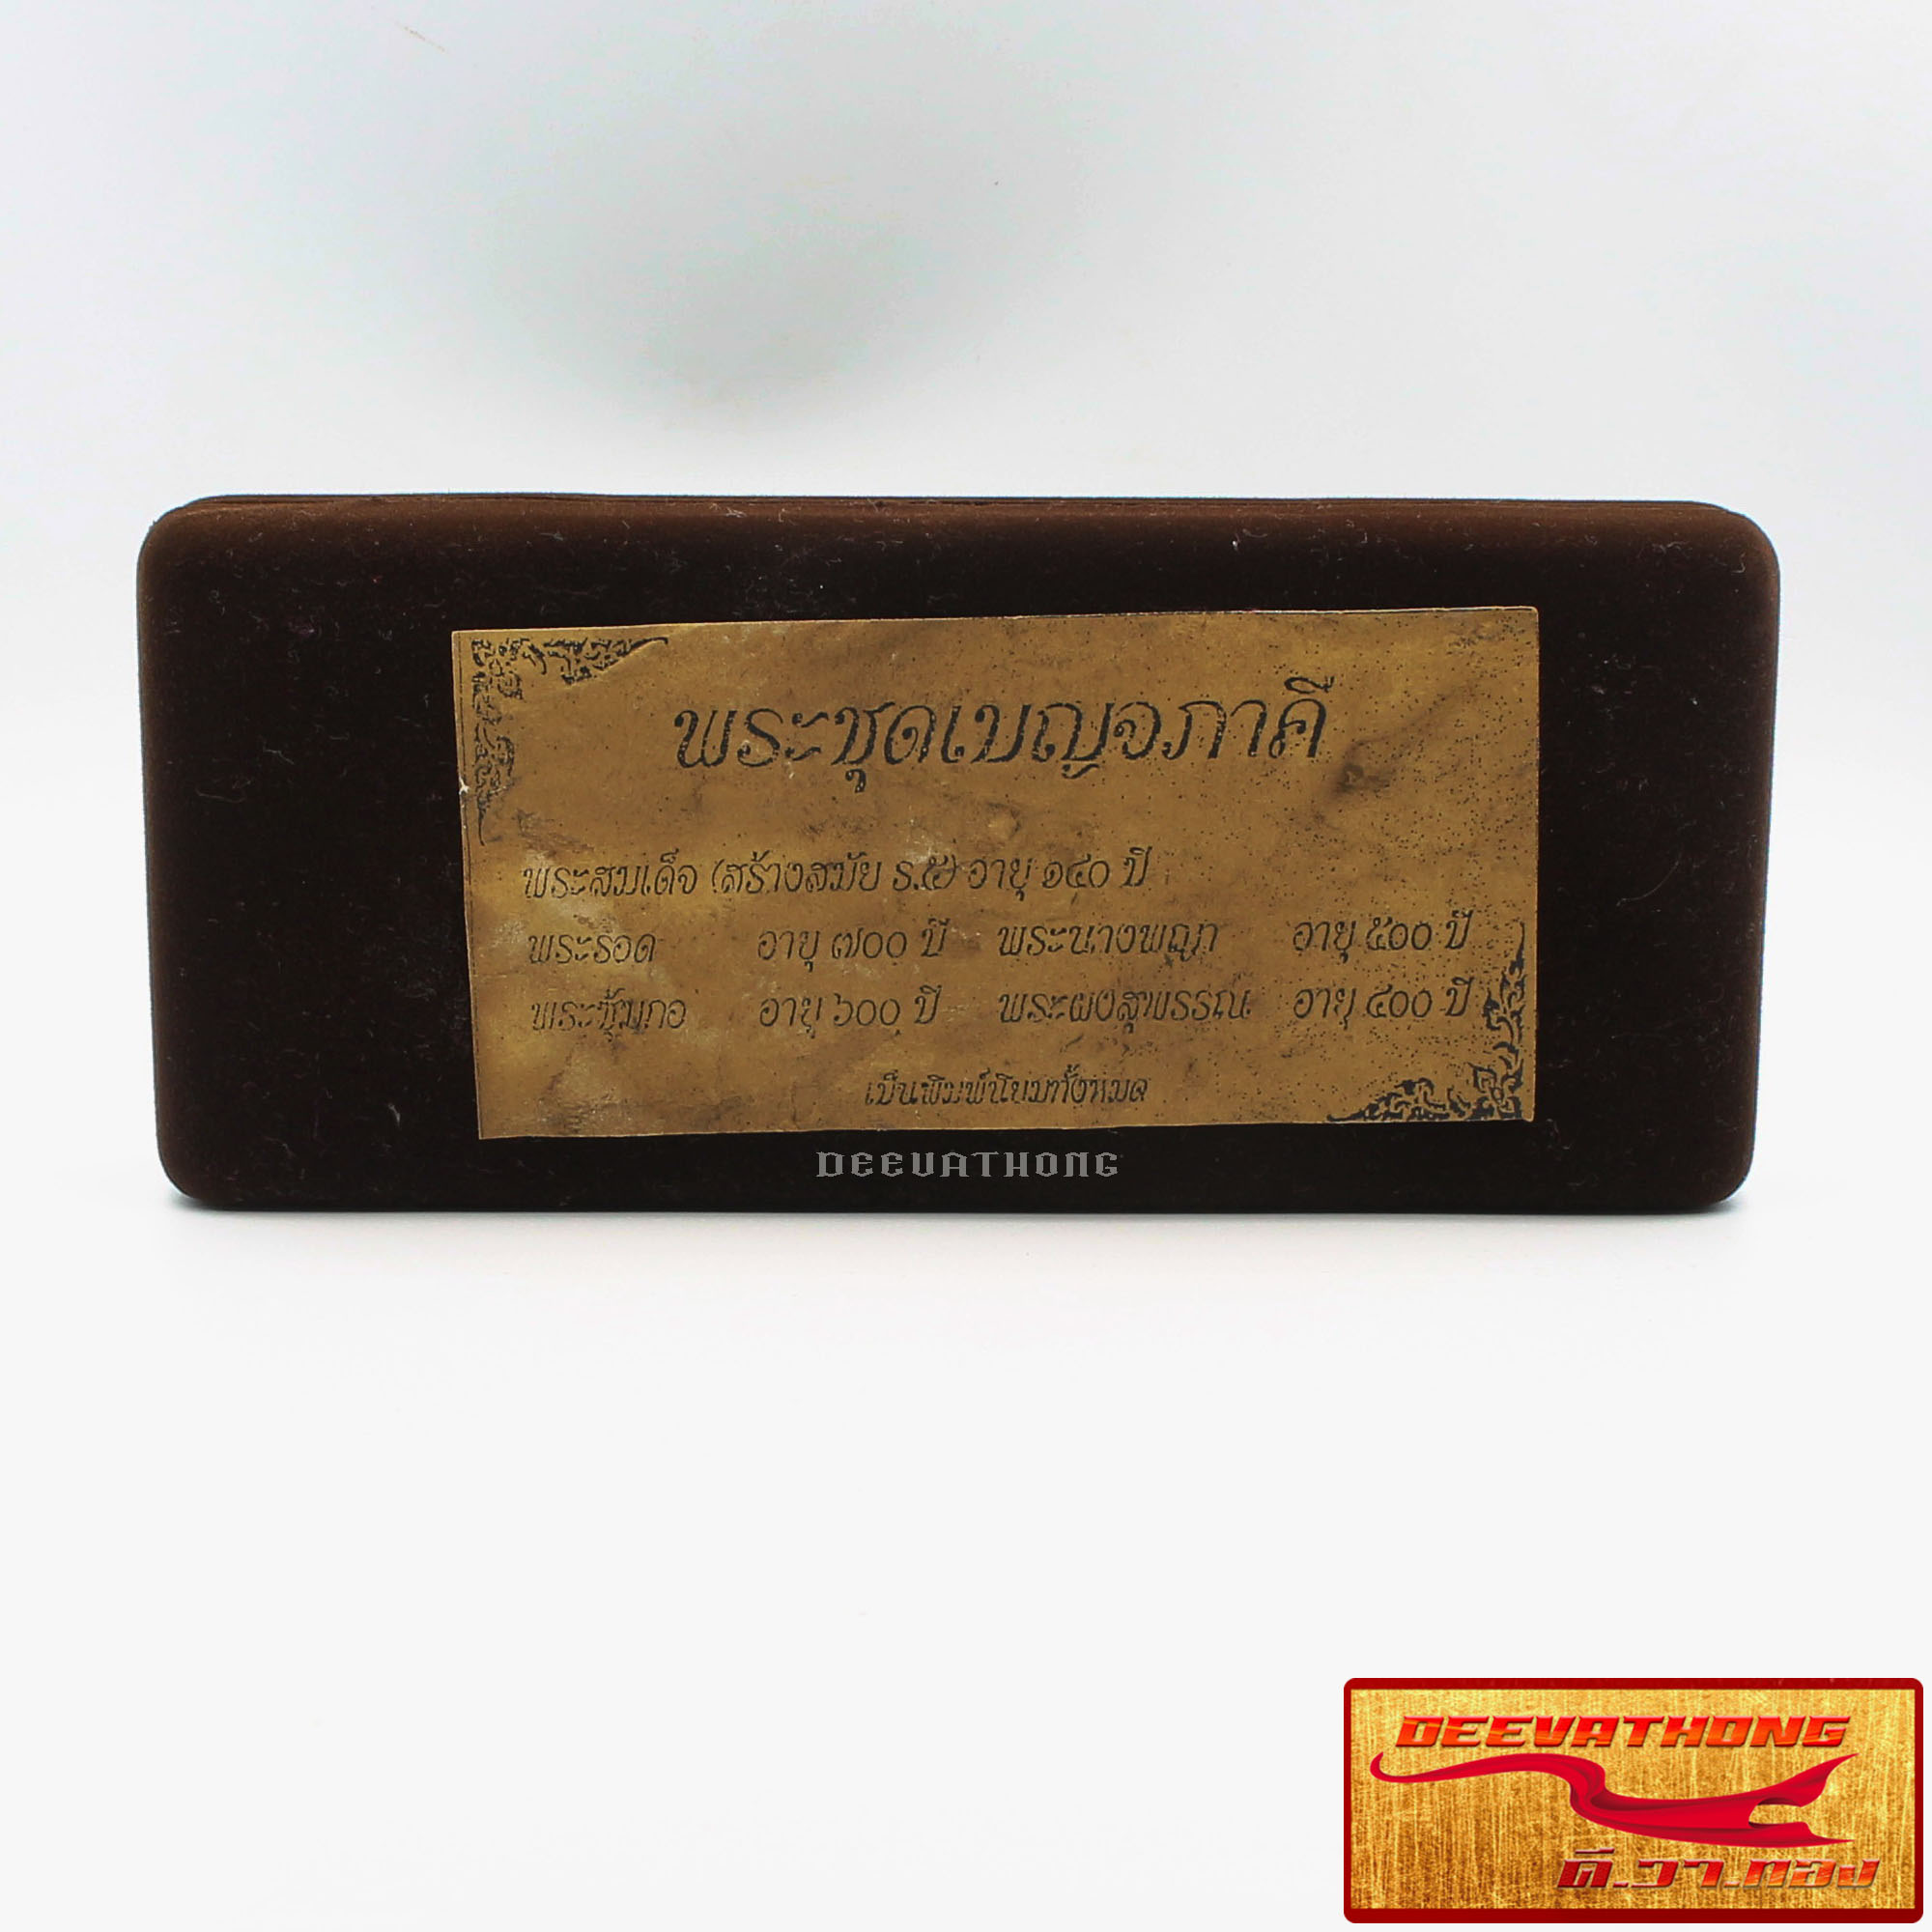 พระชุดเบญจภาคี
พระสมเด็จ (สร้างสมัย ร.๕) อายุ ๑๔๐ ปี
พระรอด อายุ ๗๐๐ ปี พระนางพญา อายุ ๕๐๐ ปี
พระซุ้มกอ อายุ ๖๐๐ ปี พระผงสุพรรณ อายุ ๔๐๐ ปี
เป็นพิมพ์นิยมทั้งหมด
DEEVATHONG
DEEVATHONG
ดี.วา.ทอง